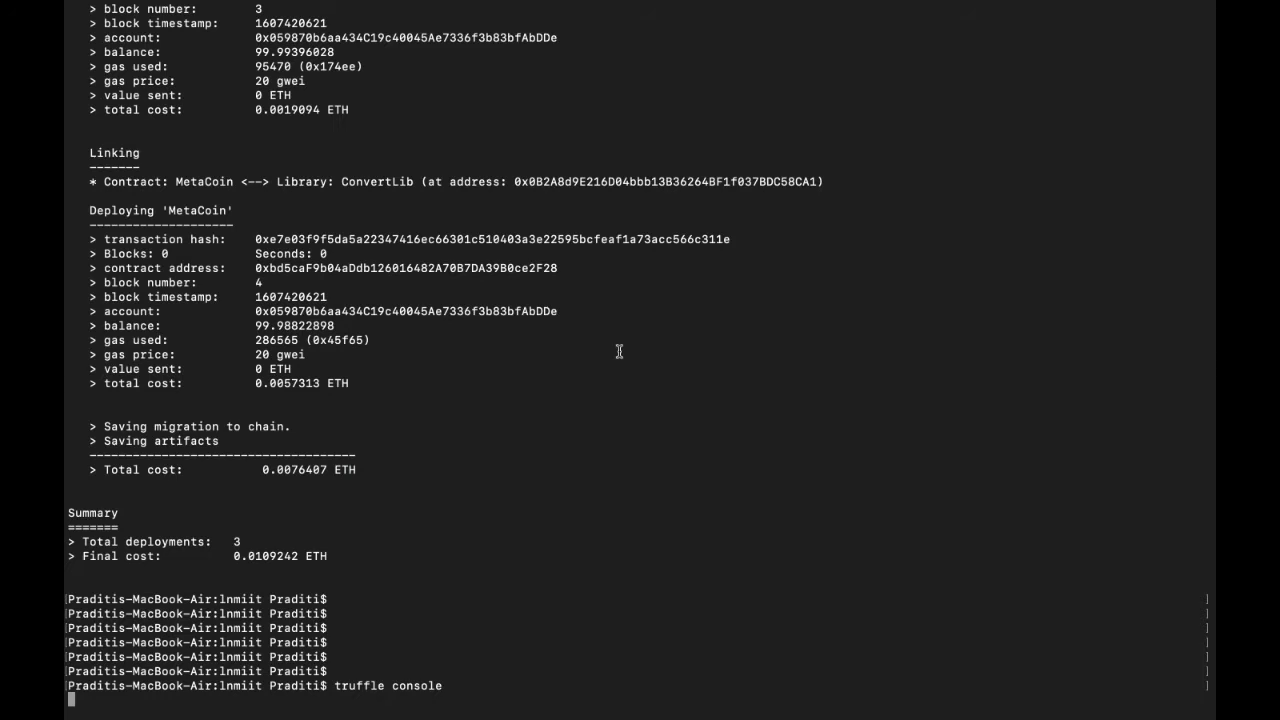 > block number: 3
> block timestamp: 1607420621
> account: 0x059870b6aa434C19c40045Ae7336f3b83bfAbDDe
> balance: 99.99396028
> gas used: 95470 (0x174ee)
> gas price: 20 gwei
> value sent: 0 ETH
> total cost: 0.0019094 ETH
Linking
-------
* Contract: MetaCoin <--> Library: ConvertLib (at address: 0x0B2A8d9E216D04bbb13B36264BF1f037BDC58CA1)
Deploying 'MetaCoin'
--------------------
> transaction hash: 0xe7e03f9f5da5a22347416ec66301c510403a3e22595bcfeaf1a73acc566c311e
> Blocks: 0 Seconds: 0
> contract address: 0xbd5caF9b04aDdb126016482A70B7DA39B0ce2F28
> block number: 4
> block timestamp: 1607420621
> account: 0x059870b6aa434C19c40045Ae7336f3b83bfAbDDe
> balance: 99.98822898
> gas used: 286565 (0x45f65)
> gas price: 20 gwei
> value sent: 0 ETH
> total cost: 0.0057313 ETH
> Saving migration to chain.
> Saving artifacts
-------------------------------------
> Total cost: 0.0076407 ETH
Summary
=======
> Total deployments: 3
> Final cost: 0.0109242 ETH
[Praditis-MacBook-Air:lnmiit Praditi$ ]
[Praditis-MacBook-Air:lnmiit Praditi$ ]
[Praditis-MacBook-Air:lnmiit Praditi$ ]
[Praditis-MacBook-Air:lnmiit Praditi$ ]
[Praditis-MacBook-Air:lnmiit Praditi$ ]
[Praditis-MacBook-Air:lnmiit Praditi$ ]
[Praditis-MacBook-Air:lnmiit Praditi$ truffle console ]